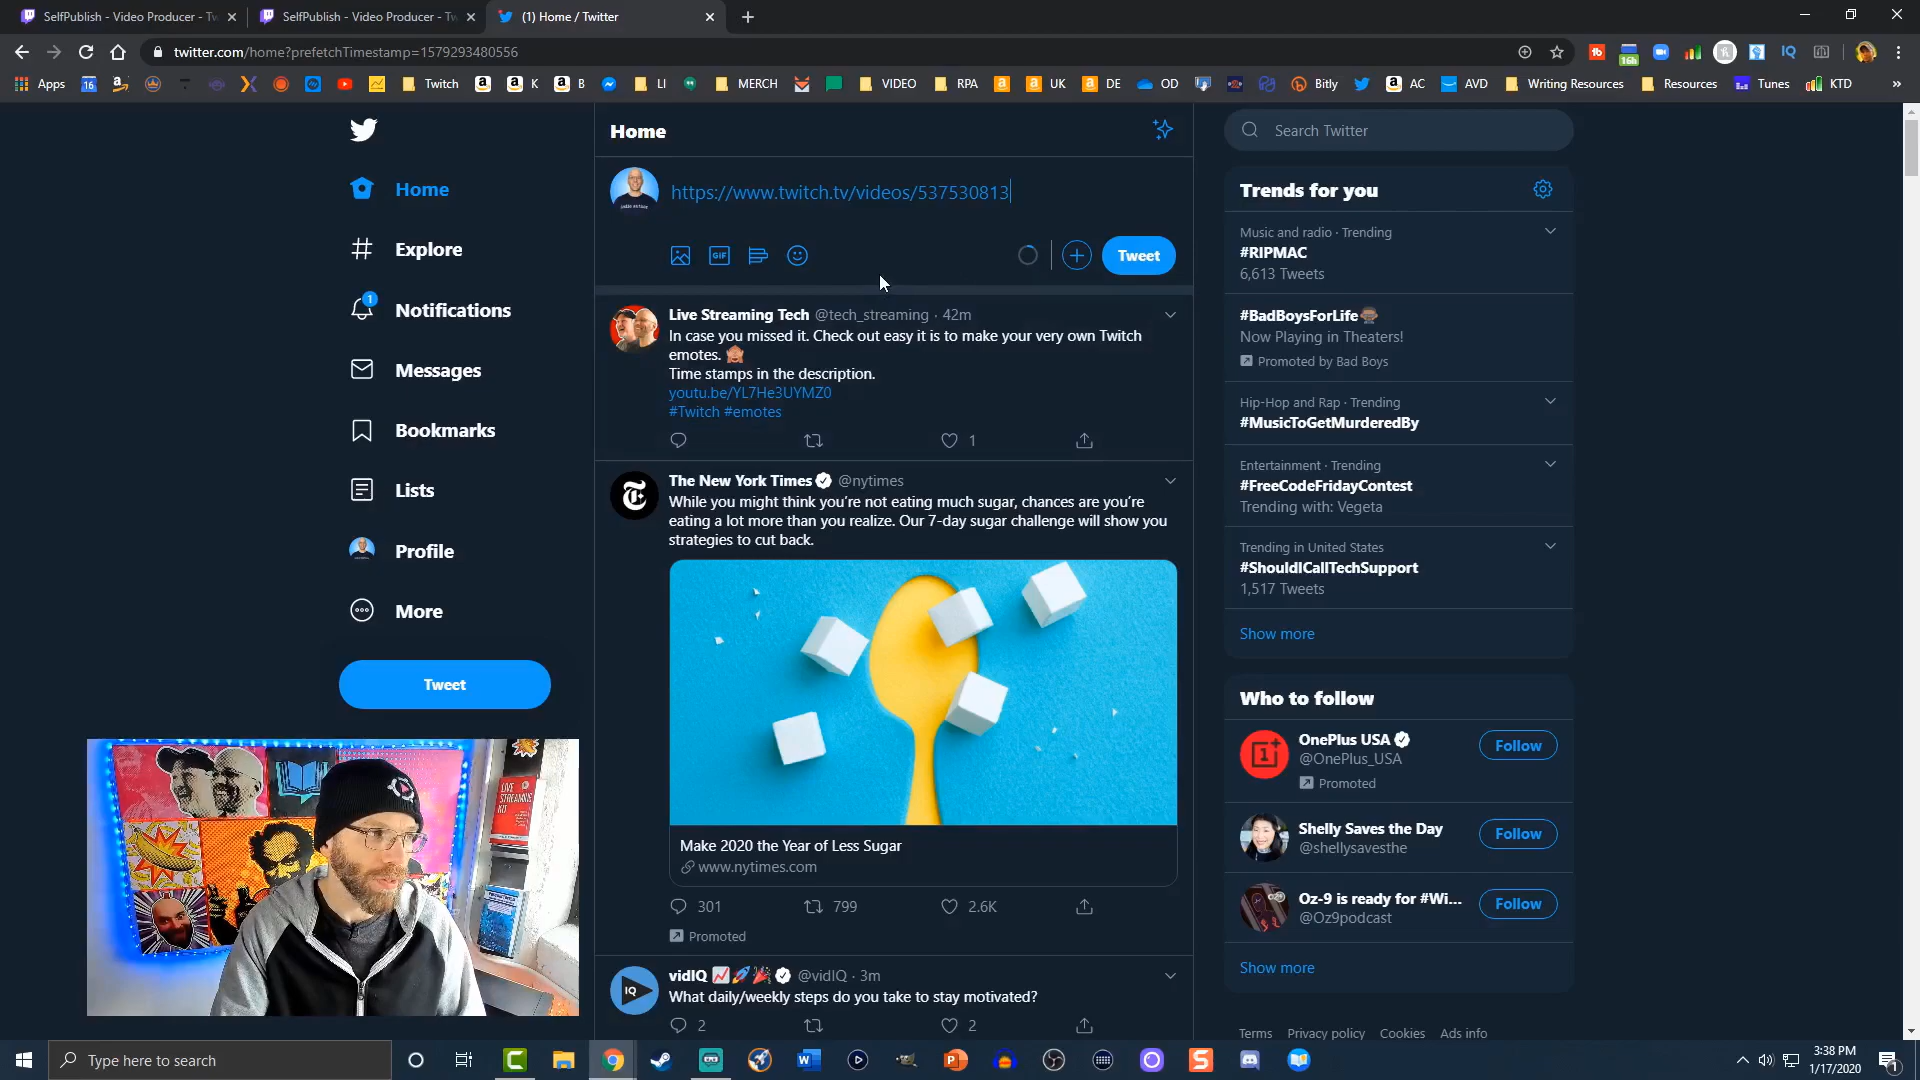 SelfPublish - Video Producer - Tw
SelfPublish - Video Producer - Tw
(1) Home / Twitter
twitter.com/home?prefetchTimestamp=1579293480556
Apps
16
Twitch
K
B
LI
MERCH
VIDEO
RPA
UK
DE
OD
Bitly
AC
AVD
Writing Resources
Resources
Tunes
KTD
16h
IQ
Home
https://www.twitch.tv/videos/537530813
GIF
Tweet
Home
Explore
1
Notifications
Messages
Bookmarks
Lists
Profile
More
Tweet
Live Streaming Tech @tech_streaming · 42m
In case you missed it. Check out easy it is to make your very own Twitch
emotes. 🙈
Time stamps in the description.
youtu.be/YL7He3UYMZ0
#Twitch #emotes
1
The New York Times @nytimes
While you might think you're not eating much sugar, chances are you're
eating a lot more than you realize. Our 7-day sugar challenge will show you
strategies to cut back.
Make 2020 the Year of Less Sugar
www.nytimes.com
301
799
2.6K
Promoted
IQ
vidIQ 📈🚀🎉 @vidIQ · 3m
What daily/weekly steps do you take to stay motivated?
2
2
Search Twitter
Trends for you
Music and radio · Trending
#RIPMAC
6,613 Tweets
#BadBoysForLife
Now Playing in Theaters!
Promoted by Bad Boys
Hip-Hop and Rap · Trending
#MusicToGetMurderedBy
Entertainment · Trending
#FreeCodeFridayContest
Trending with: Vegeta
Trending in United States
#ShouldICallTechSupport
1,517 Tweets
Show more
Who to follow
OnePlus USA
@OnePlus_USA
Promoted
Follow
Shelly Saves the Day
@shellysavesthe
Follow
Oz-9 is ready for #Wi...
@Oz9podcast
Follow
Show more
Terms Privacy policy Cookies Ads info
LIVE
STREAMING
KIT
Type here to search
3:38 PM
1/17/2020
1